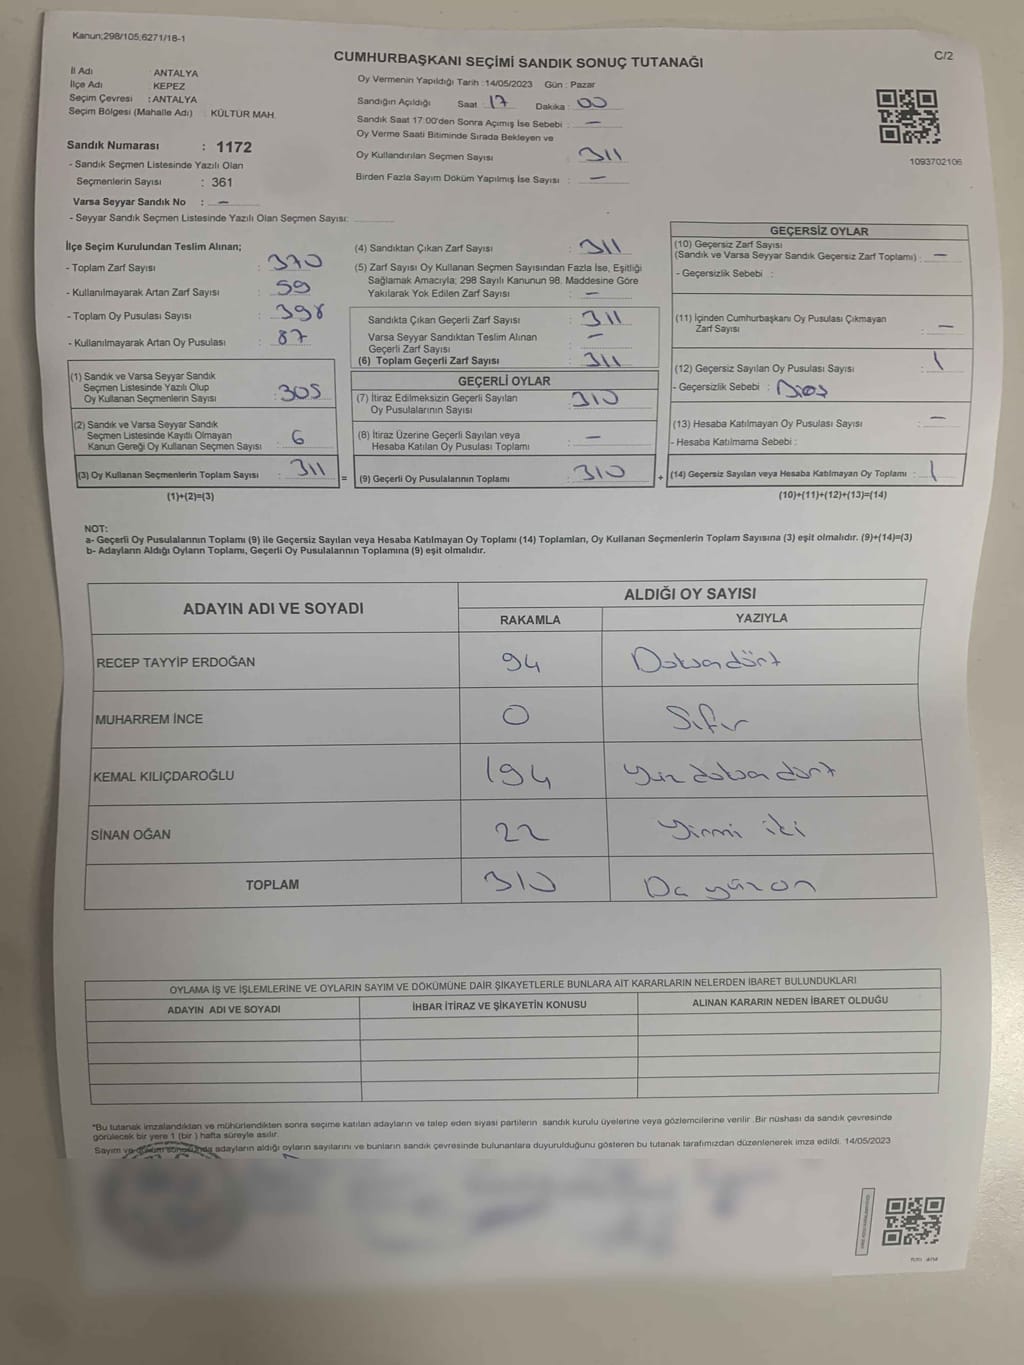 Kanun;298/105;6271/16-1
CUMHURBAŞKANI SEÇİMİ SANDIK SONUÇ TUTANAĞI
C/2
İl Adı ANTALYA
İlçe Adı : KEPEZ
Seçim Çevresi : ANTALYA
Seçim Bölgesi (Mahalle Adı) : KÜLTÜR MAH.
Sandık Numarası : 1172
- Sandık Seçmen Listesinde Yazılı Olan
Seçmenlerin Sayısı : 361
Varsa Seyyar Sandık No : —
- Seyyar Sandık Seçmen Listesinde Yazılı Olan Seçmen Sayısı:
Oy Vermenin Yapıldığı Tarih :14/05/2023 Gün : Pazar
Sandığın Açıldığı Saat : 17 Dakika : 00
Sandık Saat 17:00'den Sonra Açımış İse Sebebi : —
Oy Verme Saati Bitiminde Sırada Bekleyen ve
Oy Kullandırılan Seçmen Sayısı : 311
Birden Fazla Sayım Döküm Yapılmış İse Sayısı : —
1093702106
İlçe Seçim Kurulundan Teslim Alınan;
- Toplam Zarf Sayısı : 370
- Kullanılmayarak Artan Zarf Sayısı : 59
- Toplam Oy Pusulası Sayısı : 398
- Kullanılmayarak Artan Oy Pusulası : 87
(1) Sandık ve Varsa Seyyar Sandık
Seçmen Listesinde Yazılı Olup
Oy Kullanan Seçmenlerin Sayısı : 305
(2) Sandık ve Varsa Seyyar Sandık
Seçmen Listesinde Kayıtlı Olmayan
Kanun Gereği Oy Kullanan Seçmen Sayısı : 6
(3) Oy Kullanan Seçmenlerin Toplam Sayısı : 311 =
(1)+(2)=(3)
(4) Sandıktan Çıkan Zarf Sayısı : 311
(5) Zarf Sayısı Oy Kullanan Seçmen Sayısından Fazla İse, Eşitliği
Sağlamak Amacıyla; 298 Sayılı Kanunun 98. Maddesine Göre
Yakılarak Yok Edilen Zarf Sayısı : —
Sandıkta Çıkan Geçerli Zarf Sayısı : 311
Varsa Seyyar Sandıktan Teslim Alınan
Geçerli Zarf Sayısı : —
(6) Toplam Geçerli Zarf Sayısı : 311
GEÇERLİ OYLAR
(7) İtiraz Edilmeksizin Geçerli Sayılan
Oy Pusulalarının Sayısı : 310
(8) İtiraz Üzerine Geçerli Sayılan veya
Hesaba Katılan Oy Pusulası Toplamı : —
(9) Geçerli Oy Pusulalarının Toplamı : 310 +
GEÇERSİZ OYLAR
(10) Geçersiz Zarf Sayısı
(Sandık ve Varsa Seyyar Sandık Geçersiz Zarf Toplamı) : —
- Geçersizlik Sebebi :
(11) İçinden Cumhurbaşkanı Oy Pusulası Çıkmayan
Zarf Sayısı : —
(12) Geçersiz Sayılan Oy Pusulası Sayısı : 1
- Geçersizlik Sebebi :
(13) Hesaba Katılmayan Oy Pusulası Sayısı : —
- Hesaba Katılmama Sebebi :
(14) Geçersiz Sayılan veya Hesaba Katılmayan Oy Toplamı : 1
(10)+(11)+(12)+(13)=(14)
NOT:
a- Geçerli Oy Pusulalarının Toplamı (9) ile Geçersiz Sayılan veya Hesaba Katılmayan Oy Toplamı (14) Toplamları, Oy Kullanan Seçmenlerin Toplam Sayısına (3) eşit olmalıdır. (9)+(14)=(3)
b- Adayların Aldığı Oyların Toplamı, Geçerli Oy Pusulalarının Toplamına (9) eşit olmalıdır.
ADAYIN ADI VE SOYADI ALDIĞI OY SAYISI
RAKAMLA YAZIYLA
RECEP TAYYİP ERDOĞAN 94 Doksandört
MUHARREM İNCE 0 Sıfır
KEMAL KILIÇDAROĞLU 194 Yüz doksan dört
SİNAN OĞAN 22 Yirmi iki
TOPLAM 310 Üç yüz on
OYLAMA İŞ VE İŞLEMLERİNE VE OYLARIN SAYIM VE DÖKÜMÜNE DAİR ŞİKAYETLERLE BUNLARA AİT KARARLARIN NELERDEN İBARET BULUNDUKLARI
ADAYIN ADI VE SOYADI İHBAR İTİRAZ VE ŞİKAYETİN KONUSU ALINAN KARARIN NEDEN İBARET OLDUĞU
*Bu tutanak imzalandıktan ve mühürlendikten sonra seçime katılan adayların ve talep eden siyasi partilerin sandık kurulu üyelerine veya gözlemcilerine verilir. Bir nüshası da sandık çevresinde
görülecek bir yere 1 (bir ) hafta süreyle asılır.
Sayım ve döküm sonucunda adayların aldığı oyların sayılarını ve bunların sandık çevresinde bulunanlara duyurulduğunu gösteren bu tutanak tarafımızdan düzenlenerek imza edildi. 14/05/2023